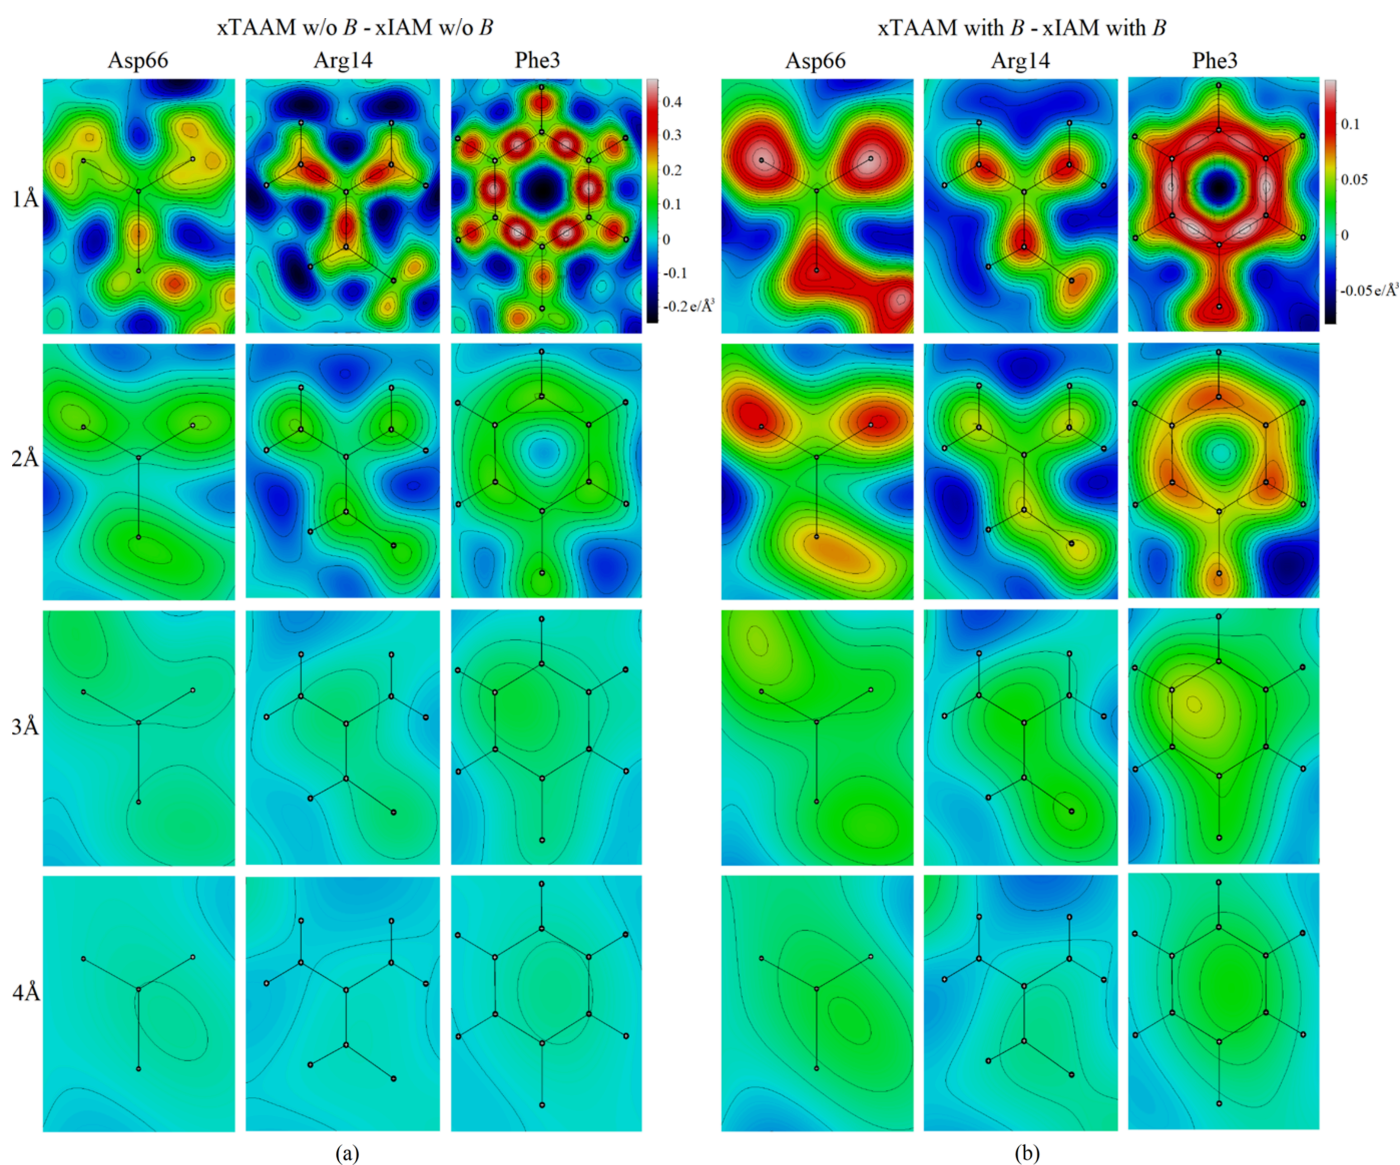 xTAAM w/o B - xIAM w/o B
xTAAM with B - xIAM with B
Asp66 Arg14 Phe3
Asp66 Arg14 Phe3
1Å
0.4
0.3
0.2
0.1
0
-0.1
-0.2 e/Å³
0.1
0.05
0
-0.05 e/Å³
2Å
3Å
4Å
(a)
(b)